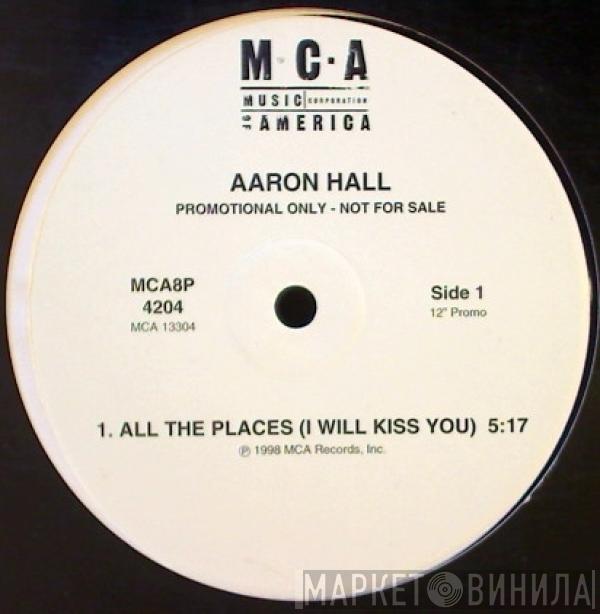 M·C·A
MUSIC CORPORATION
OF AMERICA
AARON HALL
PROMOTIONAL ONLY - NOT FOR SALE
MCA8P
4204
MCA 13304
Side 1
12" Promo
1. ALL THE PLACES (I WILL KISS YOU) 5:17
℗ 1998 MCA Records, Inc.
МАРКЕТ ВИНИЛА